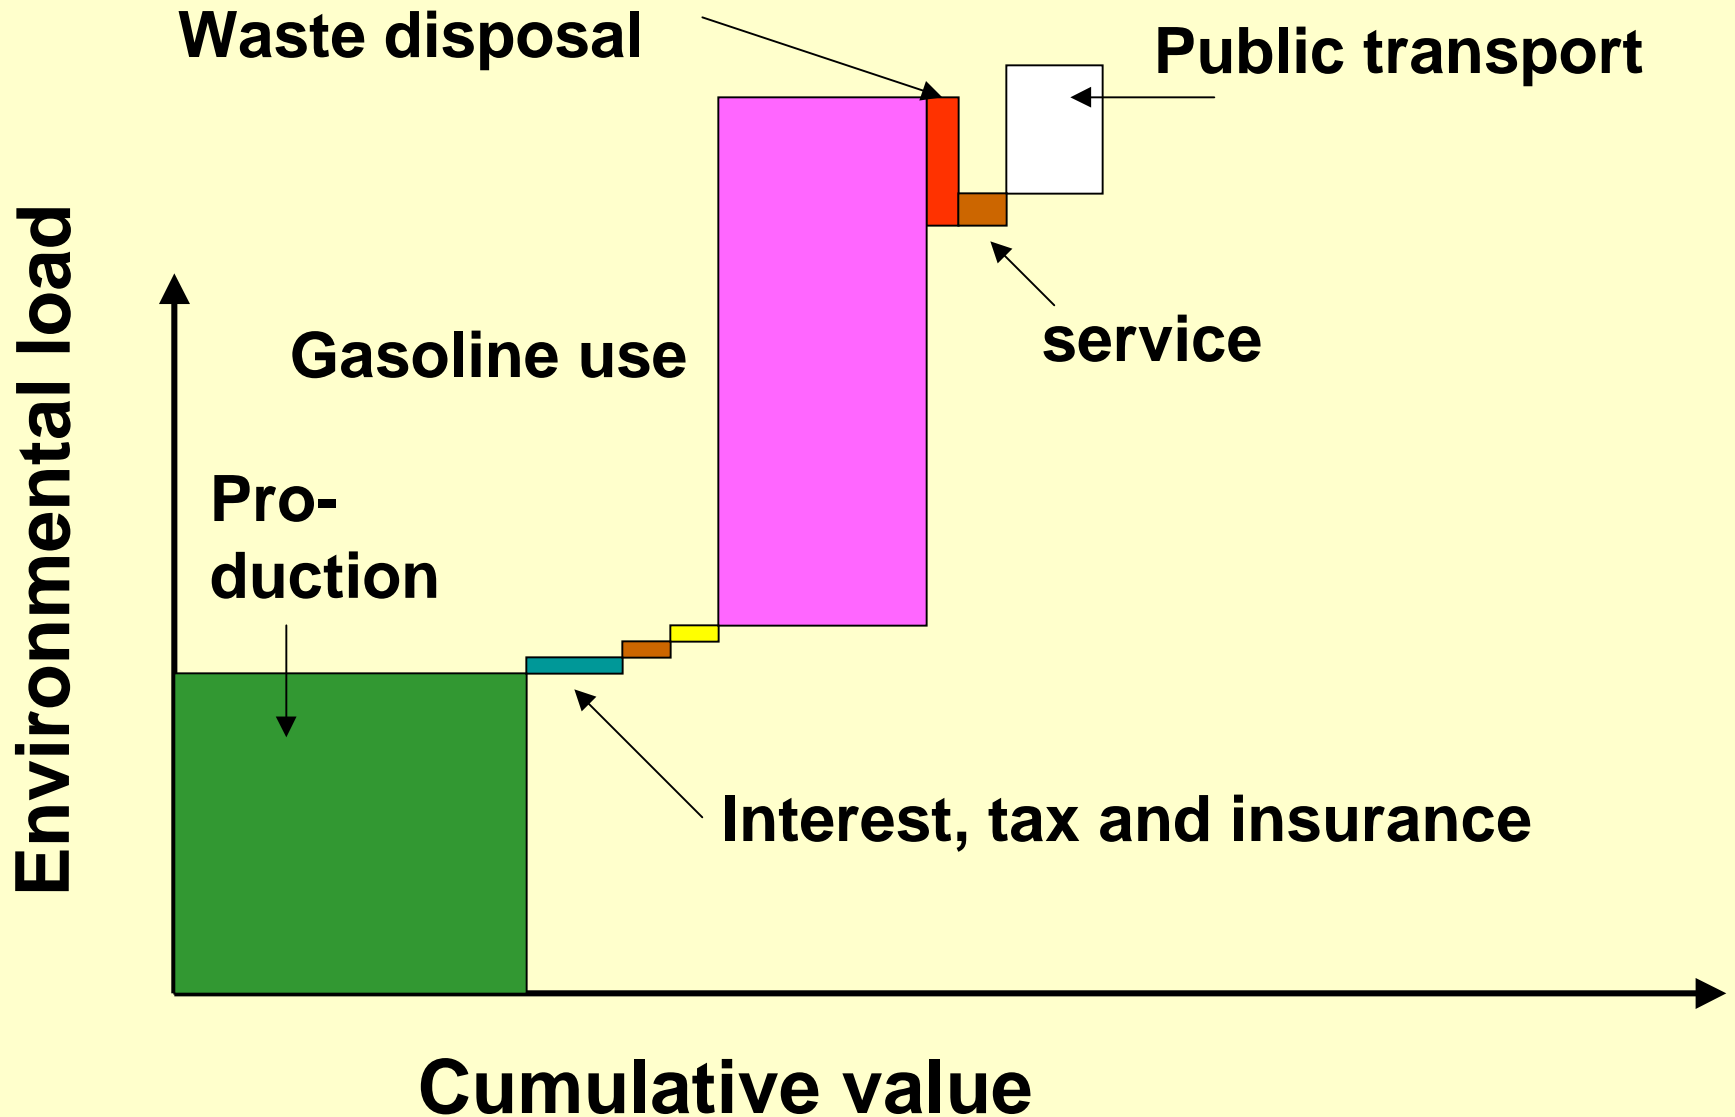 Waste disposal
Public transport
Environmental load
Gasoline use
service
Pro-
duction
Interest, tax and insurance
Cumulative value